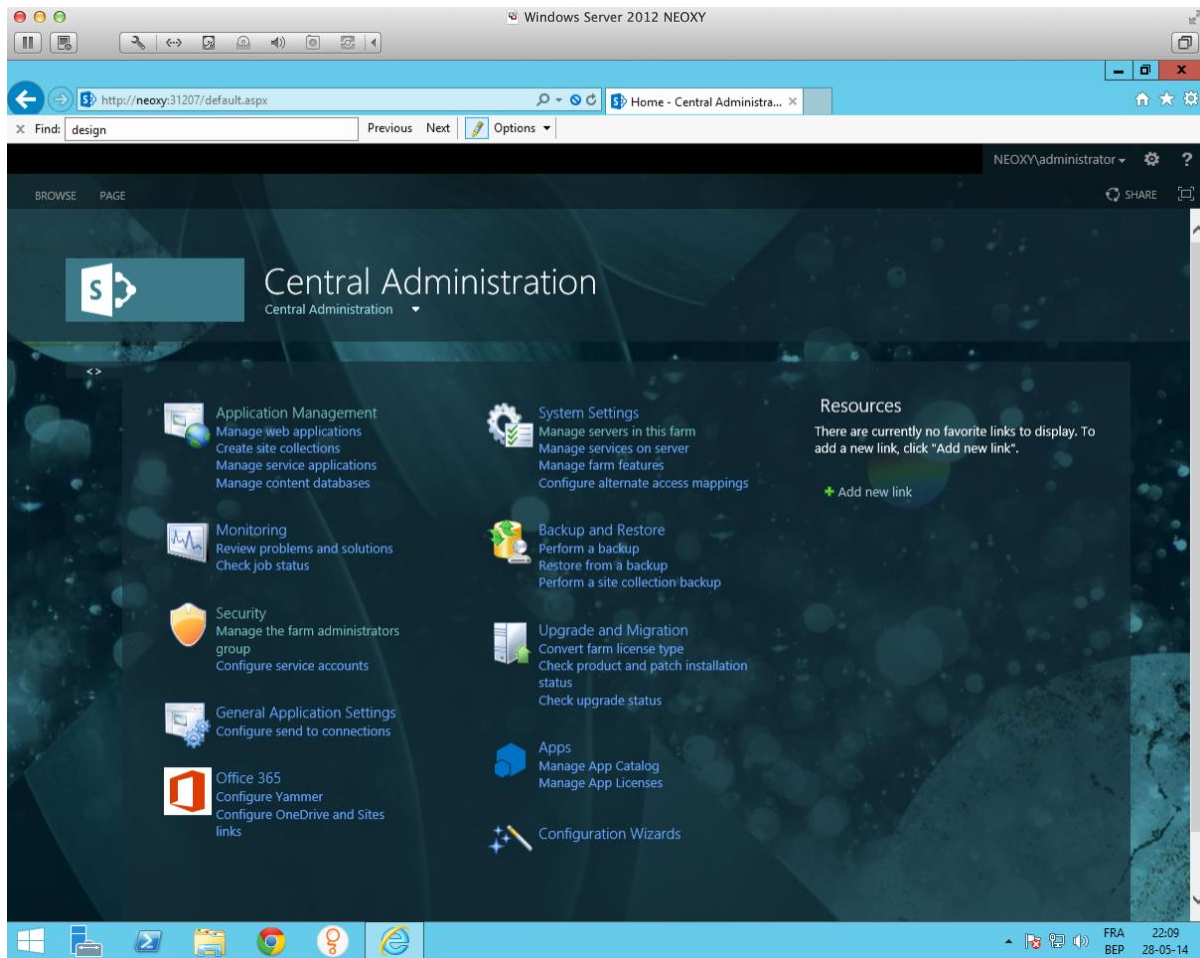 Windows Server 2012 NEOXY
http://neoxy:31207/default.aspx
Home - Central Administra...
x Find: design Previous Next Options
NEOXY\administrator
?
BROWSE PAGE
SHARE
S
Central Administration
Central Administration
<>
Application Management
Manage web applications
Create site collections
Manage service applications
Manage content databases
Monitoring
Review problems and solutions
Check job status
Security
Manage the farm administrators
group
Configure service accounts
General Application Settings
Configure send to connections
Office 365
Configure Yammer
Configure OneDrive and Sites
links
System Settings
Manage servers in this farm
Manage services on server
Manage farm features
Configure alternate access mappings
Backup and Restore
Perform a backup
Restore from a backup
Perform a site collection backup
Upgrade and Migration
Convert farm license type
Check product and patch installation
status
Check upgrade status
Apps
Manage App Catalog
Manage App Licenses
Configuration Wizards
Resources
There are currently no favorite links to display. To
add a new link, click "Add new link".
Add new link
FRA 22:09
BEP 28-05-14